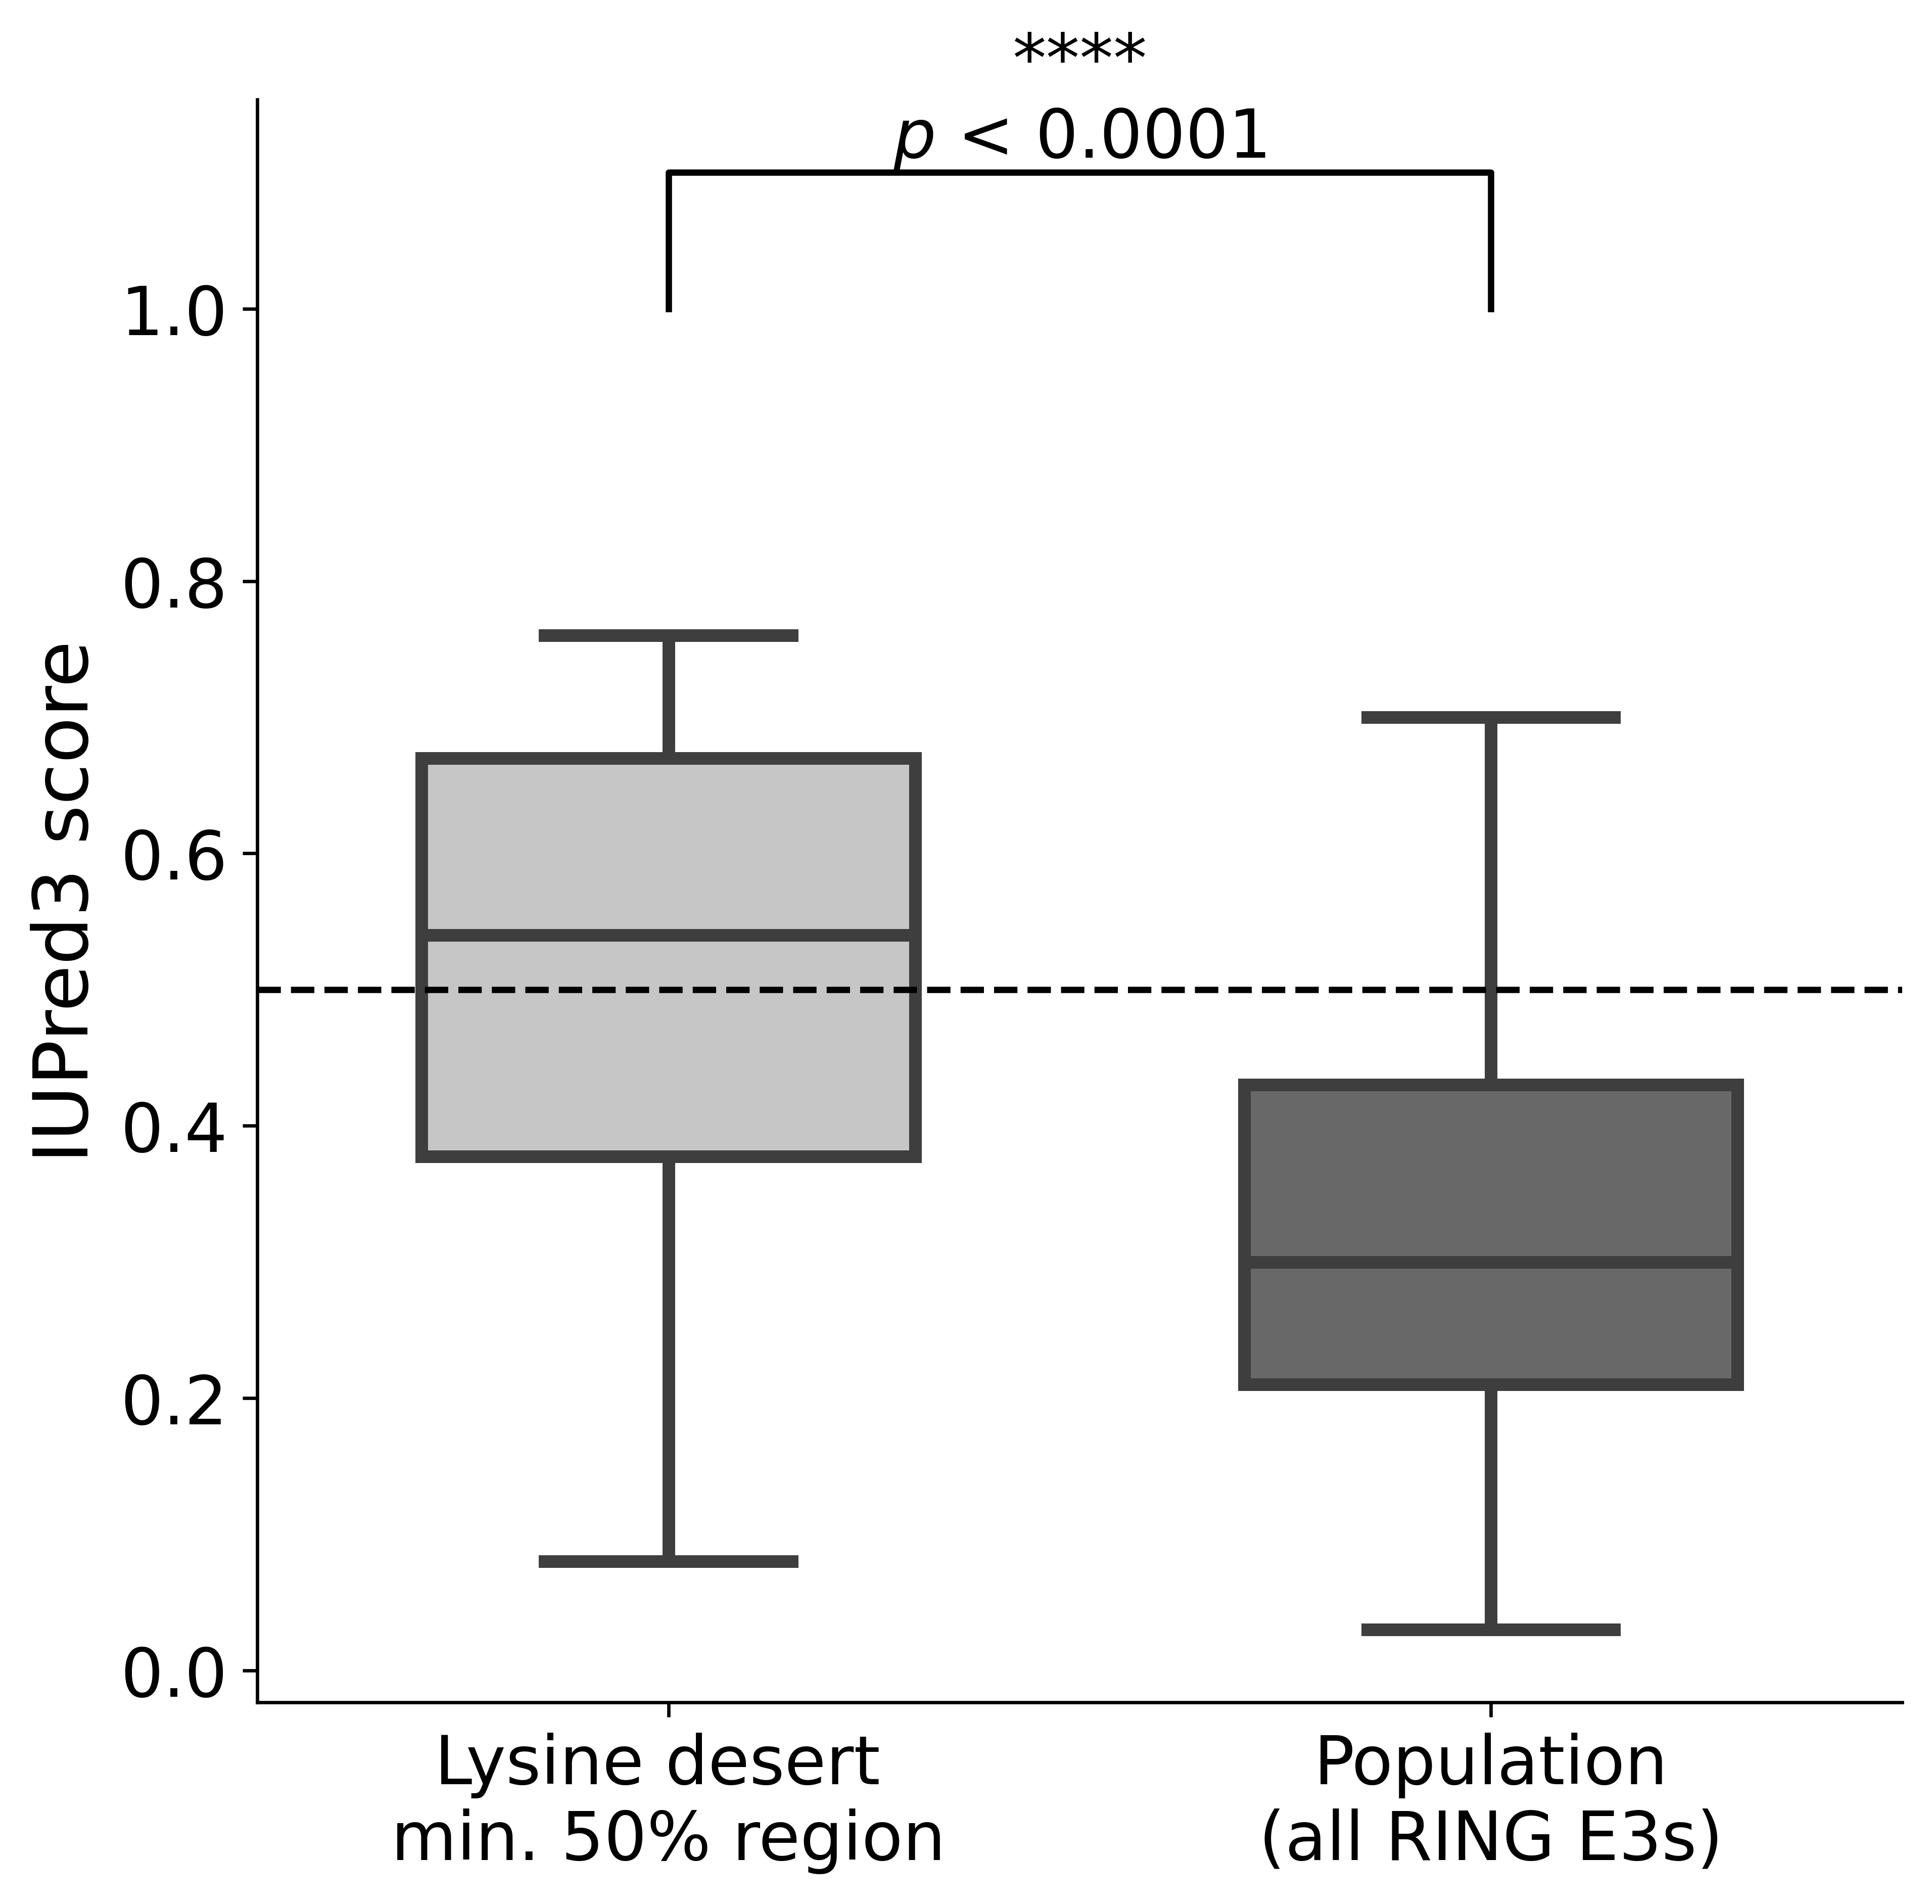 ****
p < 0.0001
IUPred3 score
1.0
0.8
0.6
0.4
0.2
0.0
Lysine desert
min. 50% region
Population
(all RING E3s)